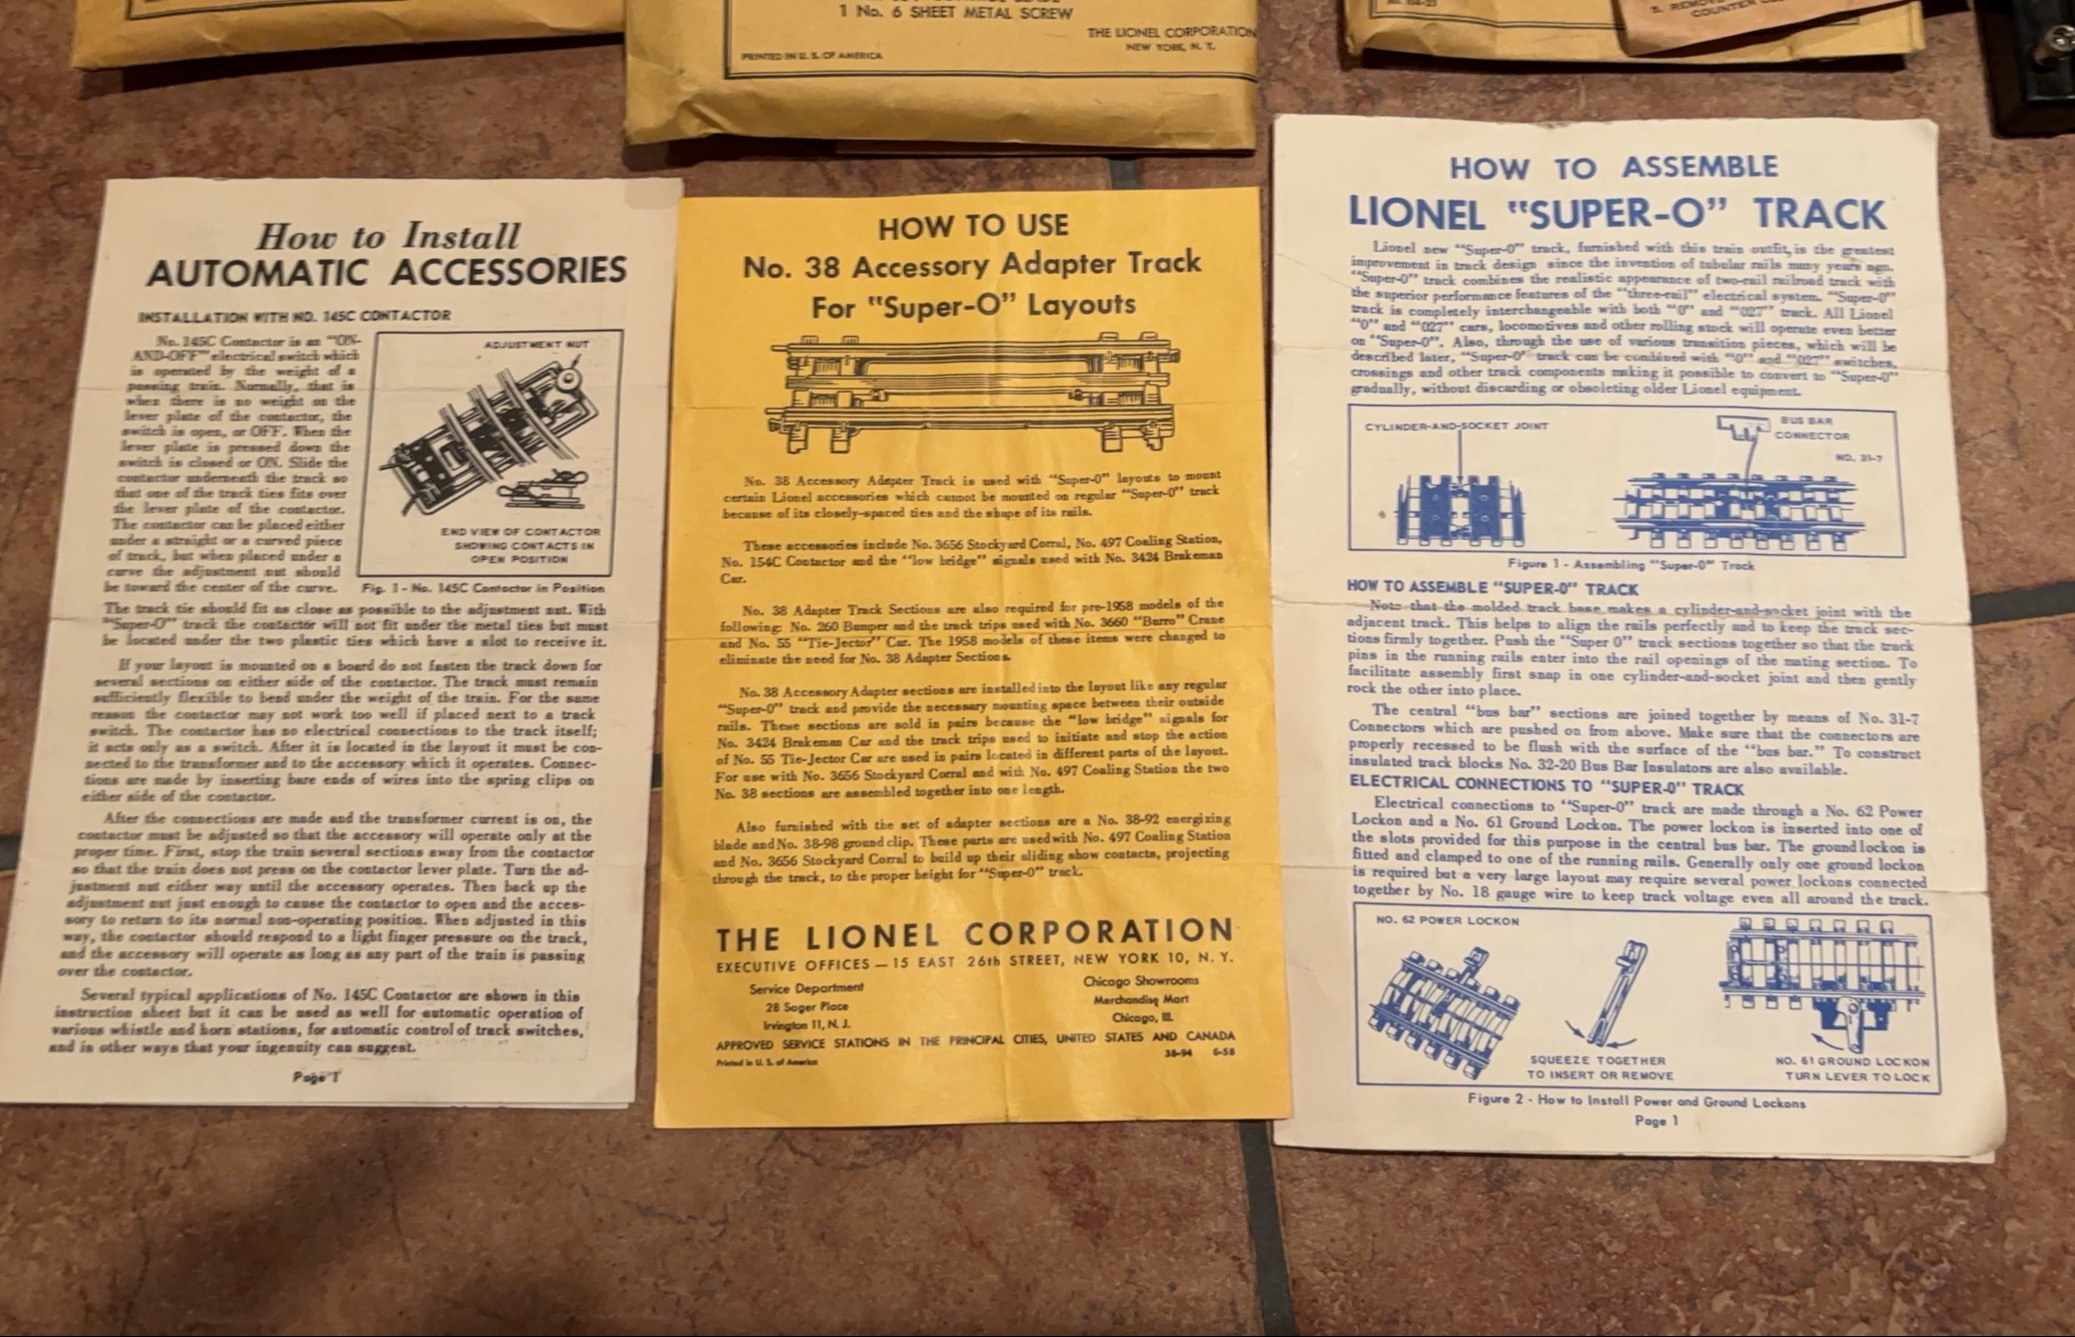 1 No. 6 SHEET METAL SCREW
THE LIONEL CORPORATION
NEW YORK, N. Y.
PRINTED IN U. S. OF AMERICA
How to Install
AUTOMATIC ACCESSORIES
INSTALLATION WITH NO. 145C CONTACTOR
No. 145C Contactor is an "ON-
AND-OFF" electrical switch which
is operated by the weight of a
passing train. Normally, that is
when there is no weight on the
lever plate of the contactor, the
switch is open, or OFF. When the
lever plate is pressed down the
switch is closed or ON. Slide the
contactor underneath the track so
that one of the track ties fits over
the lever plate of the contactor.
The contactor can be placed either
under a straight or a curved piece
of track, but when placed under a
curve the adjustment nut should
be toward the center of the curve.
ADJUSTMENT NUT
END VIEW OF CONTACTOR
SHOWING CONTACTS IN
OPEN POSITION
Fig. 1 - No. 145C Contactor in Position
The track tie should fit as close as possible to the adjustment nut. With
"Super-O" track the contactor will not fit under the metal ties but must
be located under the two plastic ties which have a slot to receive it.
If your layout is mounted on a board do not fasten the track down for
several sections on either side of the contactor. The track must remain
sufficiently flexible to bend under the weight of the train. For the same
reason the contactor may not work too well if placed next to a track
switch. The contactor has no electrical connections to the track itself;
it acts only as a switch. After it is located in the layout it must be con-
nected to the transformer and to the accessory which it operates. Connec-
tions are made by inserting bare ends of wires into the spring clips on
either side of the contactor.
After the connections are made and the transformer current is on, the
contactor must be adjusted so that the accessory will operate only at the
proper time. First, stop the train several sections away from the contactor
so that the train does not press on the contactor lever plate. Turn the ad-
justment nut either way until the accessory operates. Then back up the
adjustment nut just enough to cause the contactor to open and the acces-
sory to return to its normal non-operating position. When adjusted in this
way, the contactor should respond to a light finger pressure on the track,
and the accessory will operate as long as any part of the train is passing
over the contactor.
Several typical applications of No. 145C Contactor are shown in this
instruction sheet but it can be used as well for automatic operation of
various whistle and horn stations, for automatic control of track switches,
and in other ways that your ingenuity can suggest.
Page 1
HOW TO USE
No. 38 Accessory Adapter Track
For "Super-O" Layouts
No. 38 Accessory Adapter Track is used with "Super-O" layouts to mount
certain Lionel accessories which cannot be mounted on regular "Super-O" track
because of its closely-spaced ties and the shape of its rails.
These accessories include No. 3656 Stockyard Corral, No. 497 Coaling Station,
No. 154C Contactor and the "low bridge" signals used with No. 3424 Brakeman
Car.
No. 38 Adapter Track Sections are also required for pre-1958 models of the
following: No. 260 Bumper and the track trips used with No. 3660 "Burro" Crane
and No. 55 "Tie-Jector" Car. The 1958 models of these items were changed to
eliminate the need for No. 38 Adapter Sections.
No. 38 Accessory Adapter sections are installed into the layout like any regular
"Super-O" track and provide the necessary mounting space between their outside
rails. These sections are sold in pairs because the "low bridge" signals for
No. 3424 Brakeman Car and the track trips used to initiate and stop the action
of No. 55 Tie-Jector Car are used in pairs located in different parts of the layout.
For use with No. 3656 Stockyard Corral and with No. 497 Coaling Station the two
No. 38 sections are assembled together into one length.
Also furnished with the set of adapter sections are a No. 38-92 energizing
blade and No. 38-98 ground clip. These parts are used with No. 497 Coaling Station
and No. 3656 Stockyard Corral to build up their sliding show contacts, projecting
through the track, to the proper height for "Super-O" track.
THE LIONEL CORPORATION
EXECUTIVE OFFICES — 15 EAST 26th STREET, NEW YORK 10, N. Y.
Service Department
28 Sager Place
Irvington 11, N. J.
Chicago Showrooms
Merchandise Mart
Chicago, Ill.
APPROVED SERVICE STATIONS IN THE PRINCIPAL CITIES, UNITED STATES AND CANADA
Printed in U. S. of America
38-94 6-58
HOW TO ASSEMBLE
LIONEL "SUPER-O" TRACK
Lionel new "Super-O" track, furnished with this train outfit, is the greatest
improvement in track design since the invention of tubular rails many years ago.
"Super-O" track combines the realistic appearance of two-rail railroad track with
the superior performance features of the "three-rail" electrical system. "Super-O"
track is completely interchangeable with both "O" and "O27" track. All Lionel
"O" and "O27" cars, locomotives and other rolling stock will operate even better
on "Super-O". Also, through the use of various transition pieces, which will be
described later, "Super-O" track can be combined with "O" and "O27" switches,
crossings and other track components making it possible to convert to "Super-O"
gradually, without discarding or obsoleting older Lionel equipment.
CYLINDER-AND-SOCKET JOINT
BUS BAR
CONNECTOR
NO. 31-7
Figure 1 - Assembling "Super-O" Track
HOW TO ASSEMBLE "SUPER-O" TRACK
Note that the molded track base makes a cylinder-and-socket joint with the
adjacent track. This helps to align the rails perfectly and to keep the track sec-
tions firmly together. Push the "Super O" track sections together so that the track
pins in the running rails enter into the rail openings of the mating section. To
facilitate assembly first snap in one cylinder-and-socket joint and then gently
rock the other into place.
The central "bus bar" sections are joined together by means of No. 31-7
Connectors which are pushed on from above. Make sure that the connectors are
properly recessed to be flush with the surface of the "bus bar." To construct
insulated track blocks No. 32-20 Bus Bar Insulators are also available.
ELECTRICAL CONNECTIONS TO "SUPER-O" TRACK
Electrical connections to "Super-O" track are made through a No. 62 Power
Lockon and a No. 61 Ground Lockon. The power lockon is inserted into one of
the slots provided for this purpose in the central bus bar. The ground lockon is
fitted and clamped to one of the running rails. Generally only one ground lockon
is required but a very large layout may require several power lockons connected
together by No. 18 gauge wire to keep track voltage even all around the track.
NO. 62 POWER LOCKON
SQUEEZE TOGETHER
TO INSERT OR REMOVE
NO. 61 GROUND LOCKON
TURN LEVER TO LOCK
Figure 2 - How to Install Power and Ground Lockons
Page 1